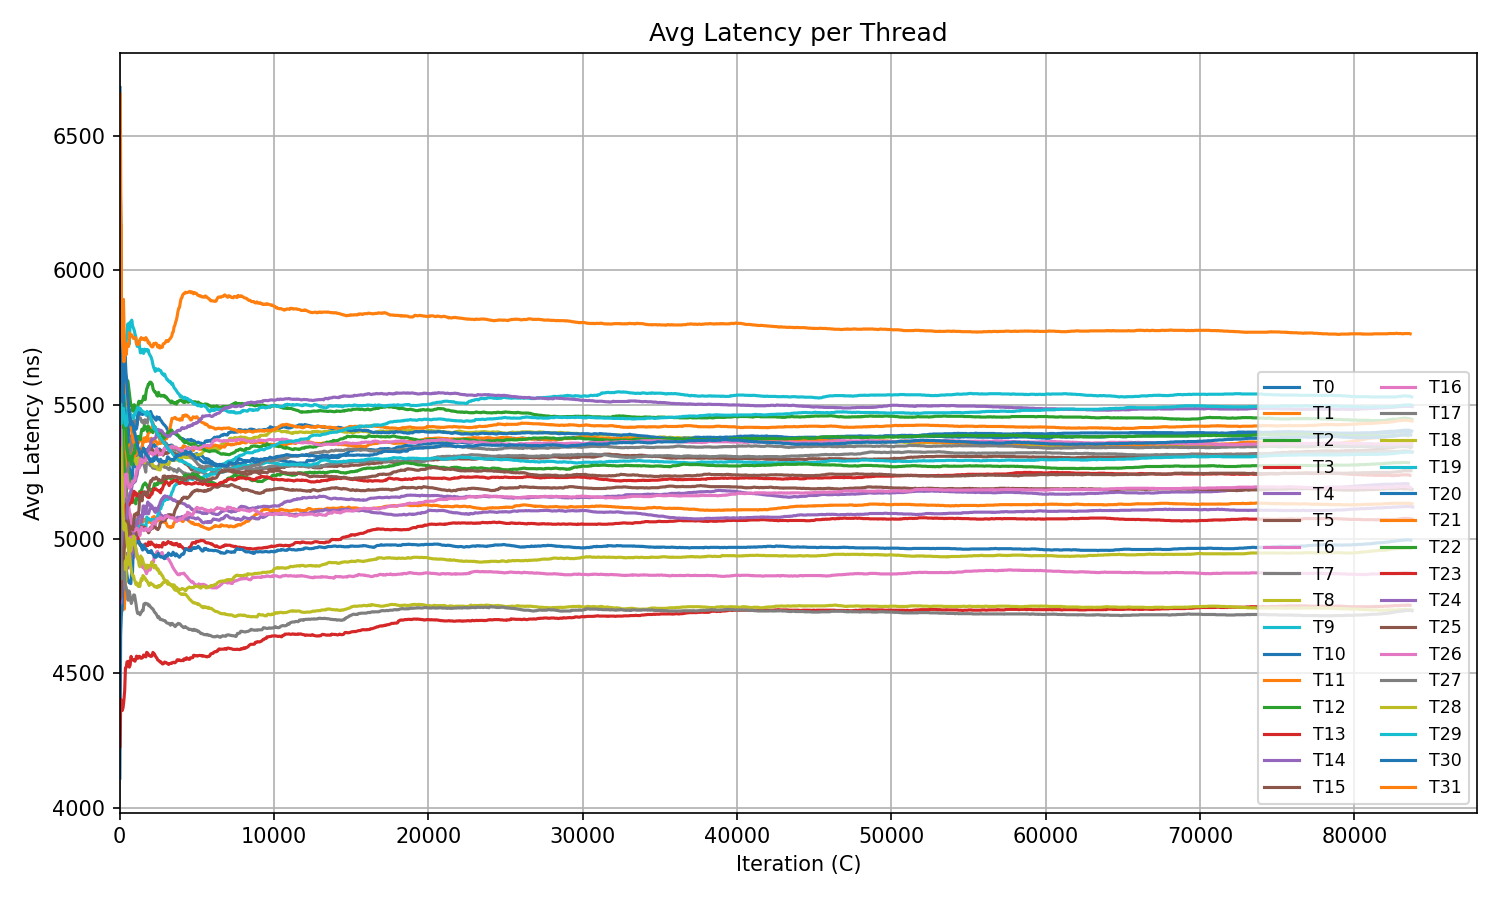 Avg Latency per Thread
Avg Latency (ns)
6500
6000
5500
5000
4500
4000
0 10000 20000 30000 40000 50000 60000 70000 80000
Iteration (C)
T0 T16
T1 T17
T2 T18
T3 T19
T4 T20
T5 T21
T6 T22
T7 T23
T8 T24
T9 T25
T10 T26
T11 T27
T12 T28
T13 T29
T14 T30
T15 T31